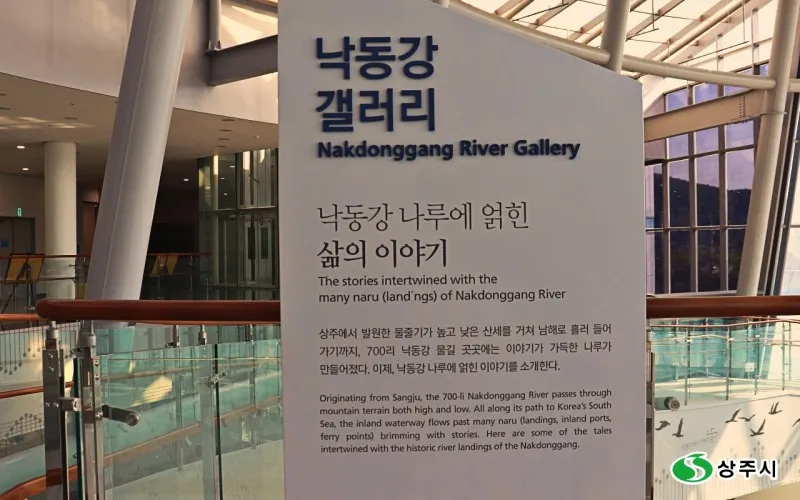 낙동강
갤러리
Nakdonggang River Gallery
낙동강 나루에 얽힌
삶의 이야기
The stories intertwined with the
many naru (land'ngs) of Nakdonggang River
상주에서 발원한 물줄기가 높고 낮은 산세를 거쳐 남해로 흘러 들어
가기까지, 700리 낙동강 물길 곳곳에는 이야기가 가득한 나루가
만들어졌다. 이제, 낙동강 나루에 얽힌 이야기를 소개한다.
Originating from Sangju, the 700-li Nakdonggang River passes through
mountain terrain both high and low. All along its path to Korea's South
Sea, the inland waterway flows past many naru (landings, inland ports,
ferry points) brimming with stories. Here are some of the tales
intertwined with the historic river landings of the Nakdonggang.
상주시